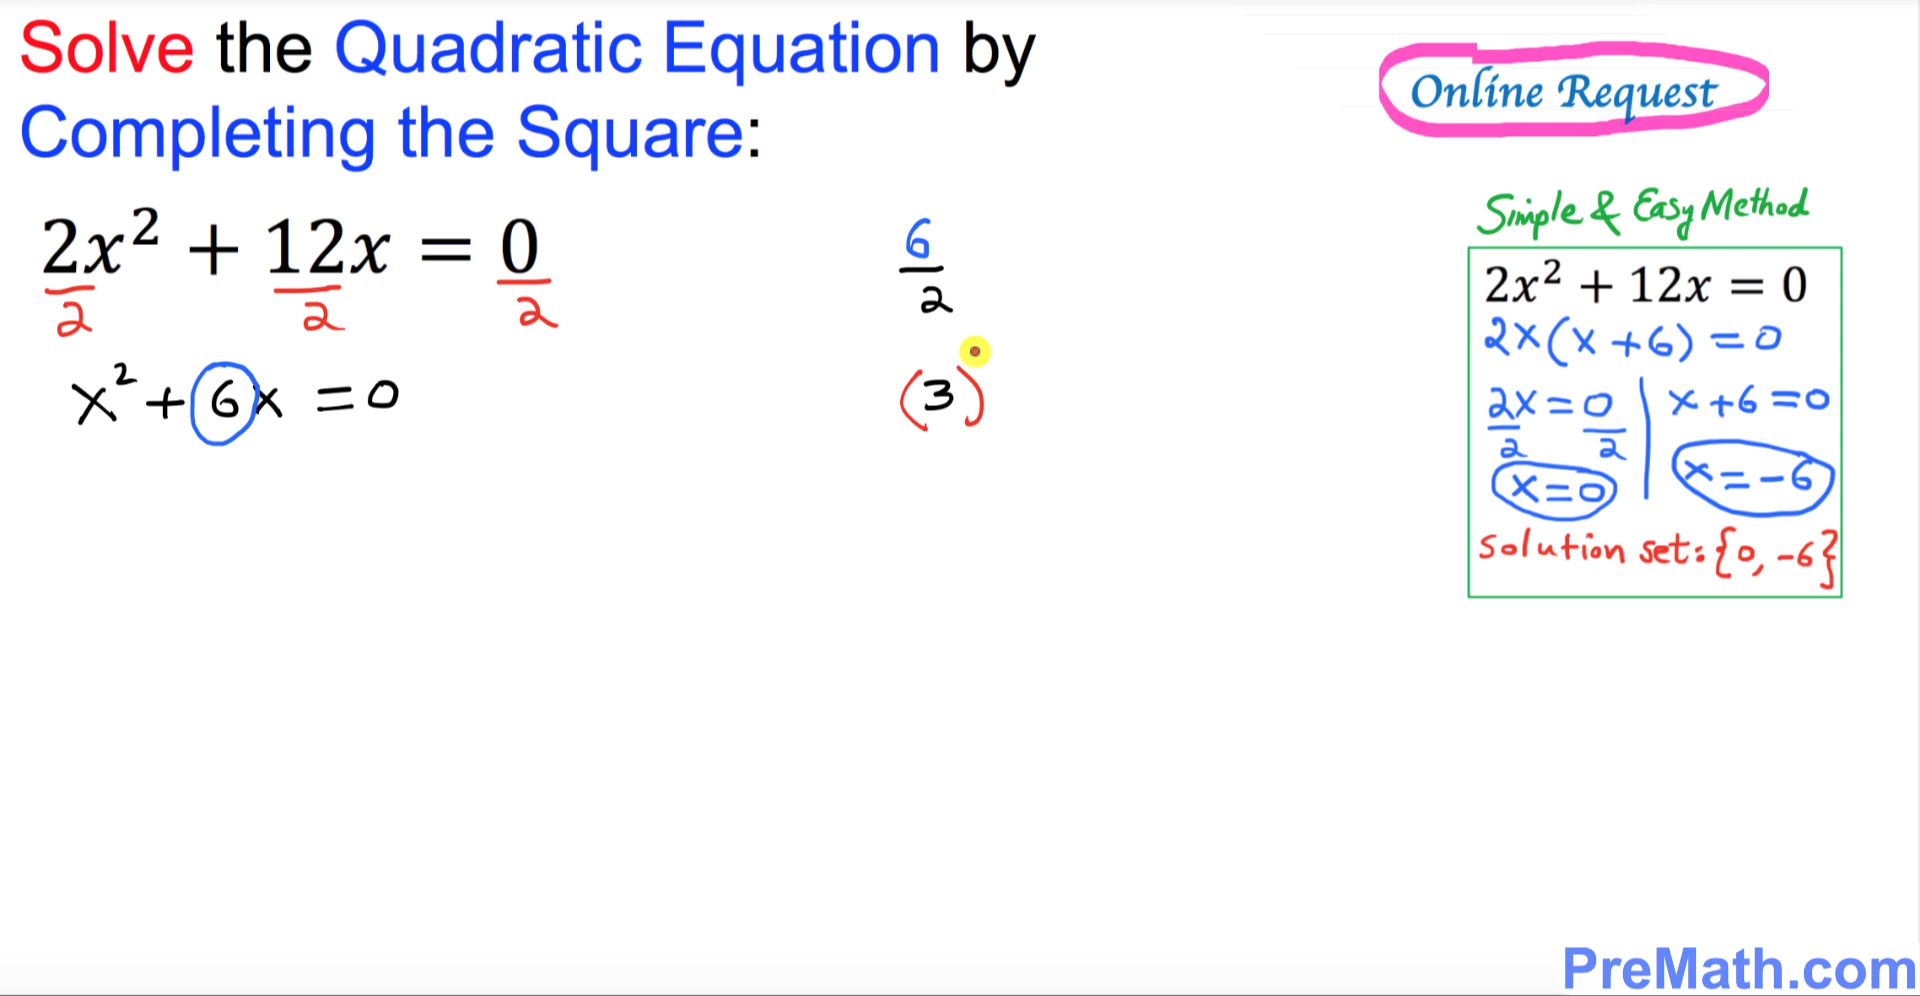 Solve the Quadratic Equation by
Completing the Square:
2x² + 12x = 0
2 2 2
x² + 6x = 0
6
2
(3)
Online Request
Simple & Easy Method
2x² + 12x = 0
2x(x+6) = 0
2x = 0 | x+6 = 0
2 2
x = 0 x = -6
Solution set: {0, -6}
PreMath.com